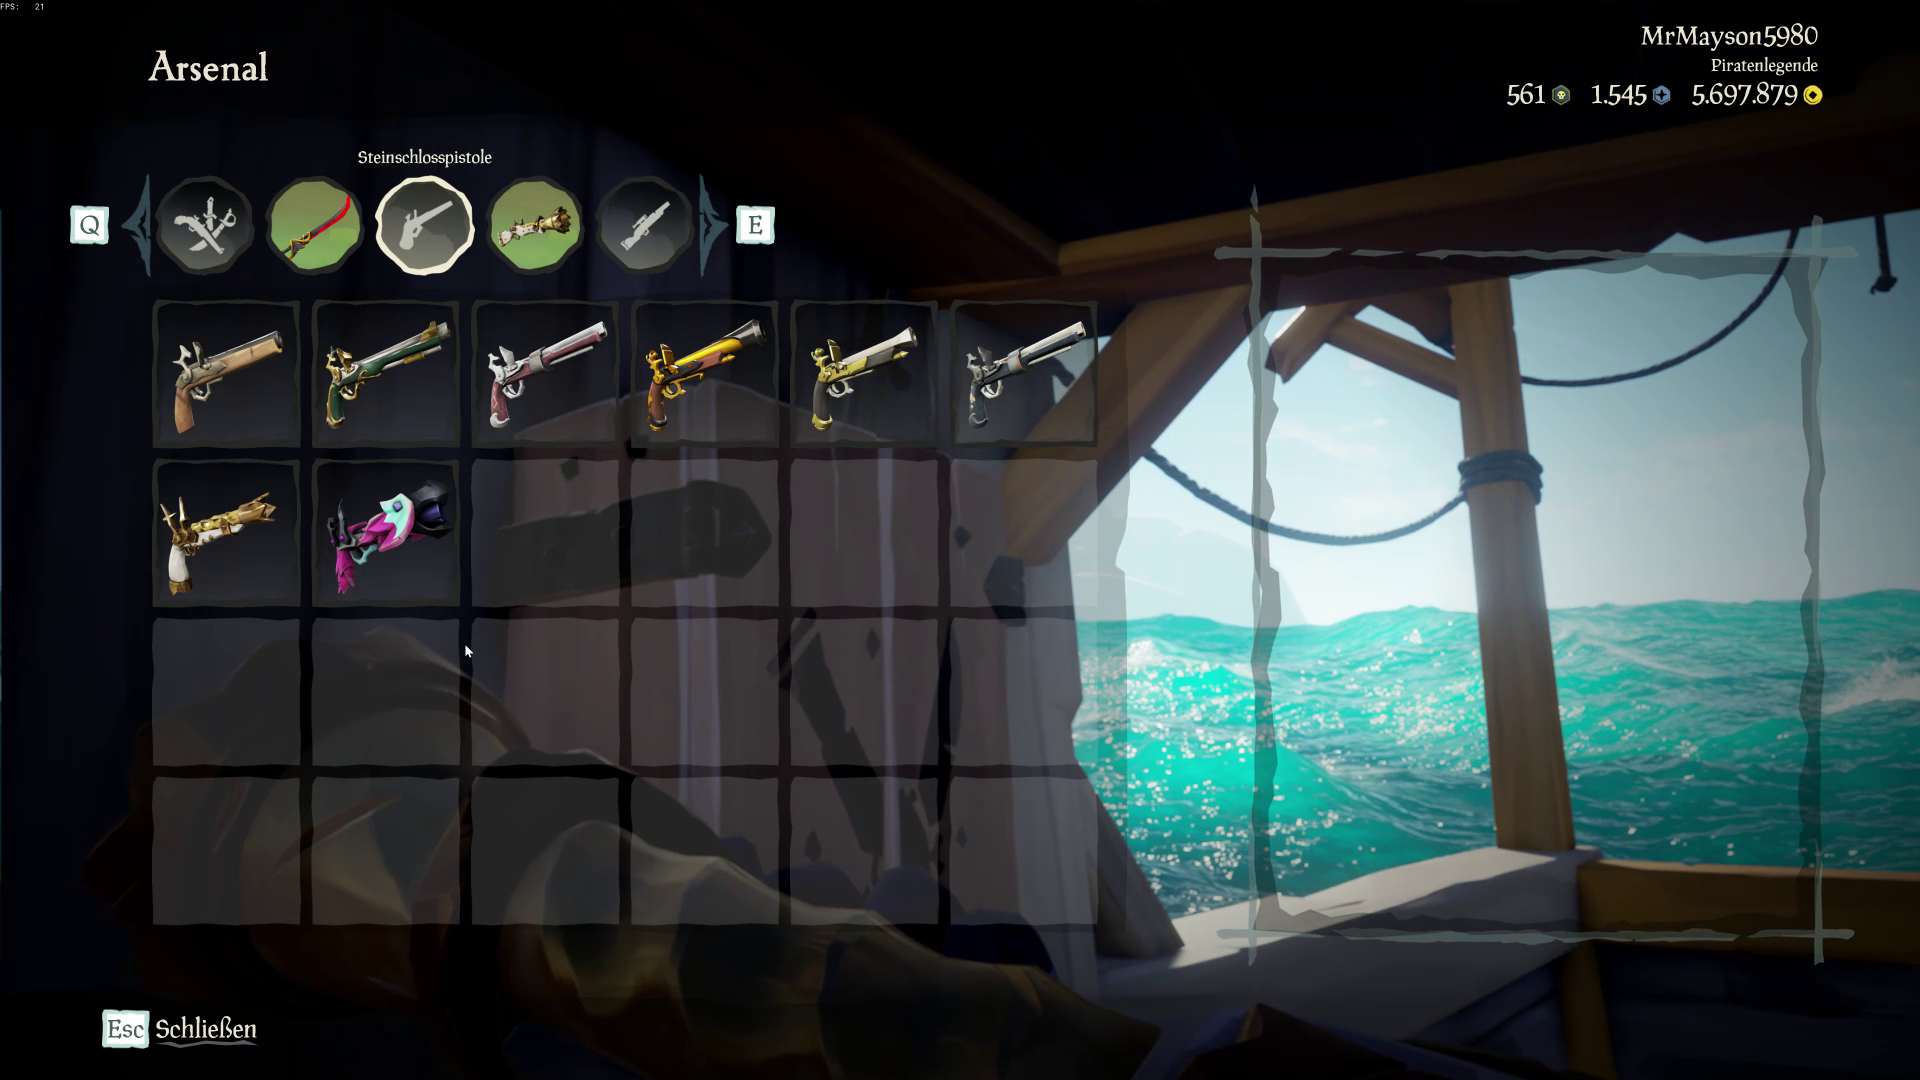 FPS: 21
Arsenal
MrMayson5980
Piratenlegende
561 1.545 5.697.879
Steinschlosspistole
Q E
Esc Schließen